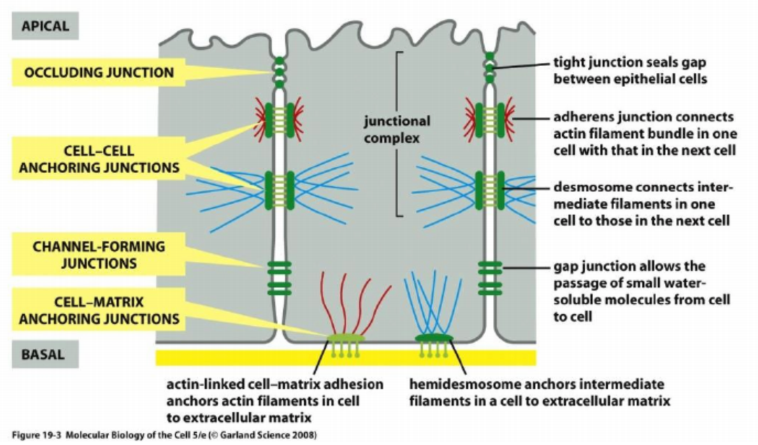 APICAL
OCCLUDING JUNCTION
CELL–CELL
ANCHORING JUNCTIONS
CHANNEL-FORMING
JUNCTIONS
CELL–MATRIX
ANCHORING JUNCTIONS
BASAL
junctional
complex
tight junction seals gap
between epithelial cells
adherens junction connects
actin filament bundle in one
cell with that in the next cell
desmosome connects inter-
mediate filaments in one
cell to those in the next cell
gap junction allows the
passage of small water-
soluble molecules from cell
to cell
actin-linked cell–matrix adhesion
anchors actin filaments in cell
to extracellular matrix
hemidesmosome anchors intermediate
filaments in a cell to extracellular matrix
Figure 19-3 Molecular Biology of the Cell 5/e (© Garland Science 2008)